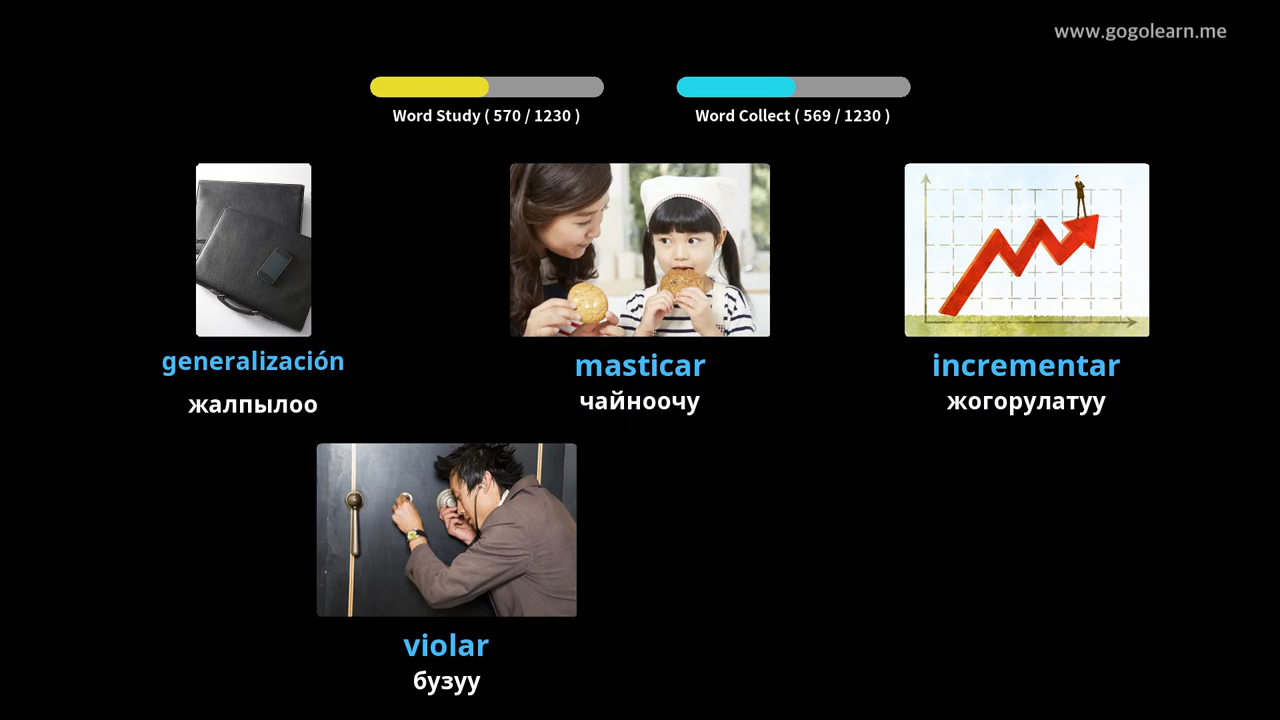 www.gogolearn.me
Word Study ( 570 / 1230 )
Word Collect ( 569 / 1230 )
generalización
жалпылоо
masticar
чайноочу
incrementar
жогорулатуу
violar
бузуу